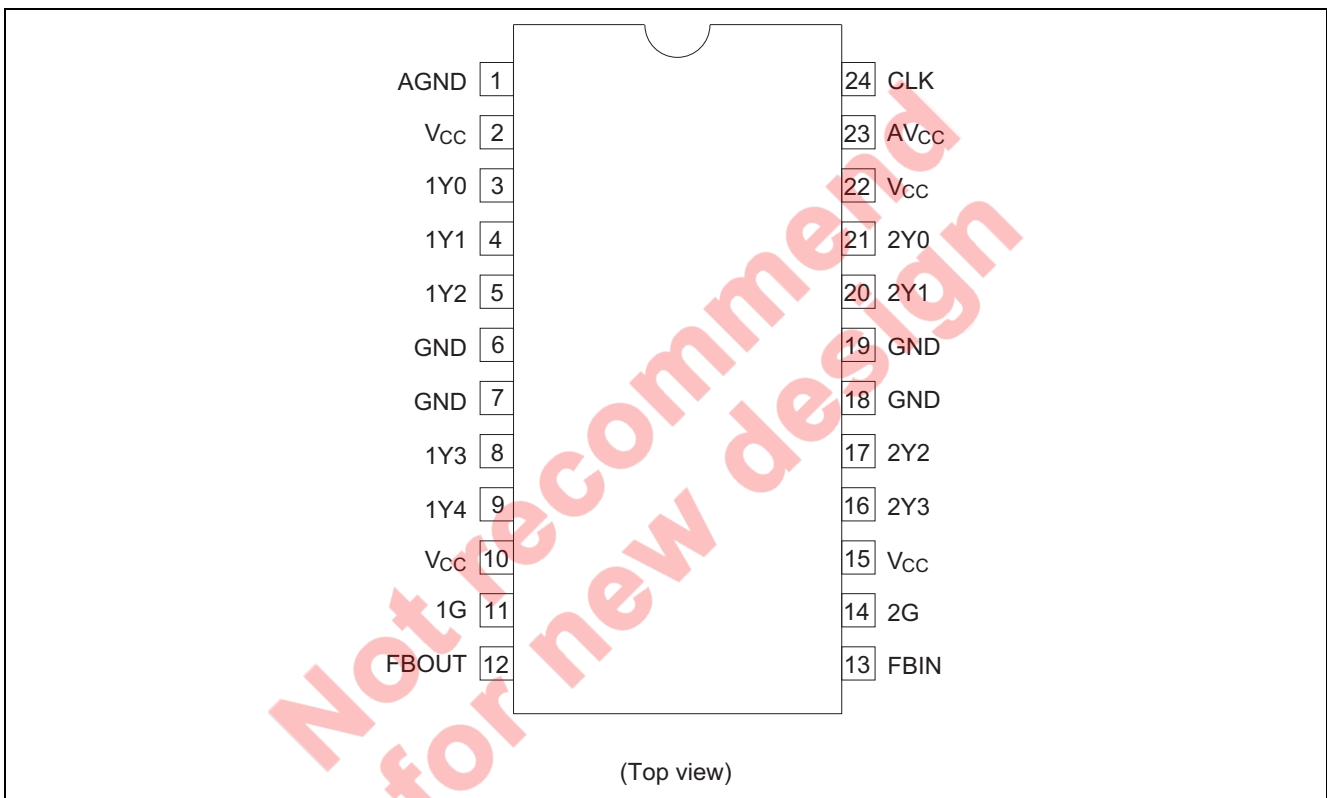 AGND 1
VCC 2
1Y0 3
1Y1 4
1Y2 5
GND 6
GND 7
1Y3 8
1Y4 9
VCC 10
1G 11
FBOUT 12
24 CLK
23 AVCC
22 VCC
21 2Y0
20 2Y1
19 GND
18 GND
17 2Y2
16 2Y3
15 VCC
14 2G
13 FBIN
(Top view)
Not recommend
for new design